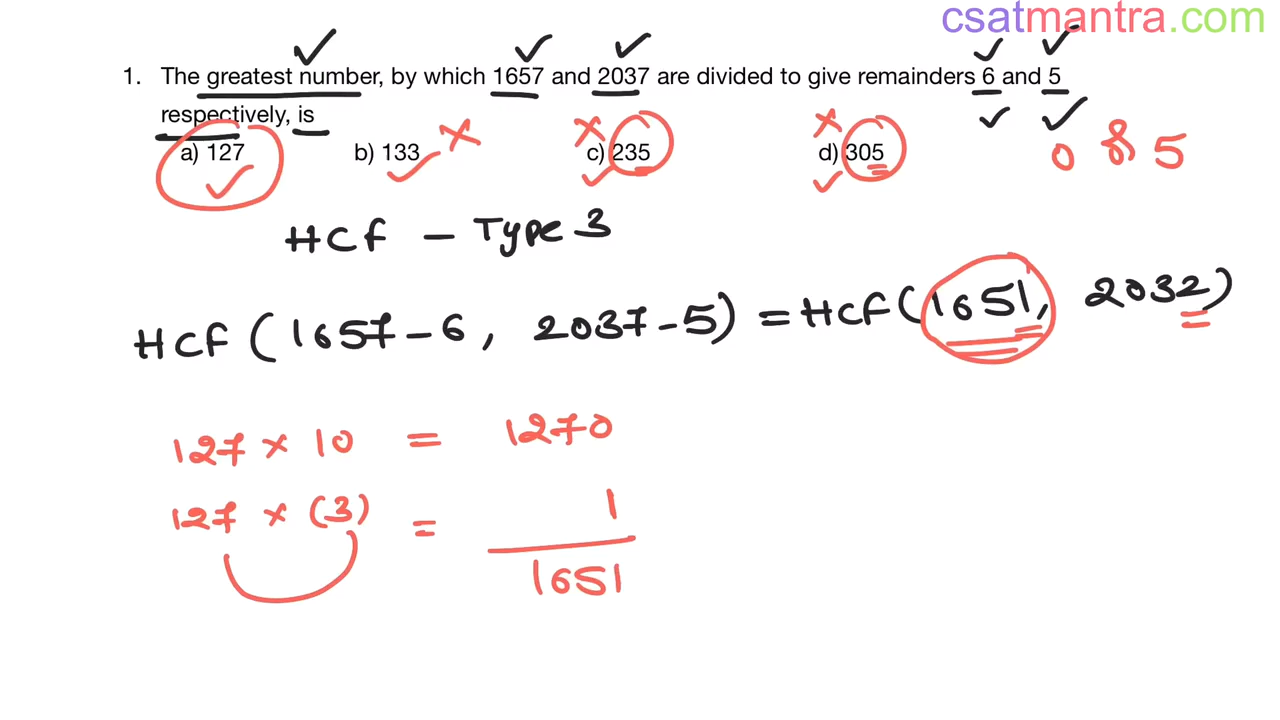 csatmantra.com
1. The greatest number, by which 1657 and 2037 are divided to give remainders 6 and 5
respectively, is
a) 127 b) 133 c) 235 d) 305
0 & 5
HCF - Type 3
HCF (1657-6, 2037-5) = HCF (1651, 2032)
127 × 10 = 1270
127 × (3) = 1
1651